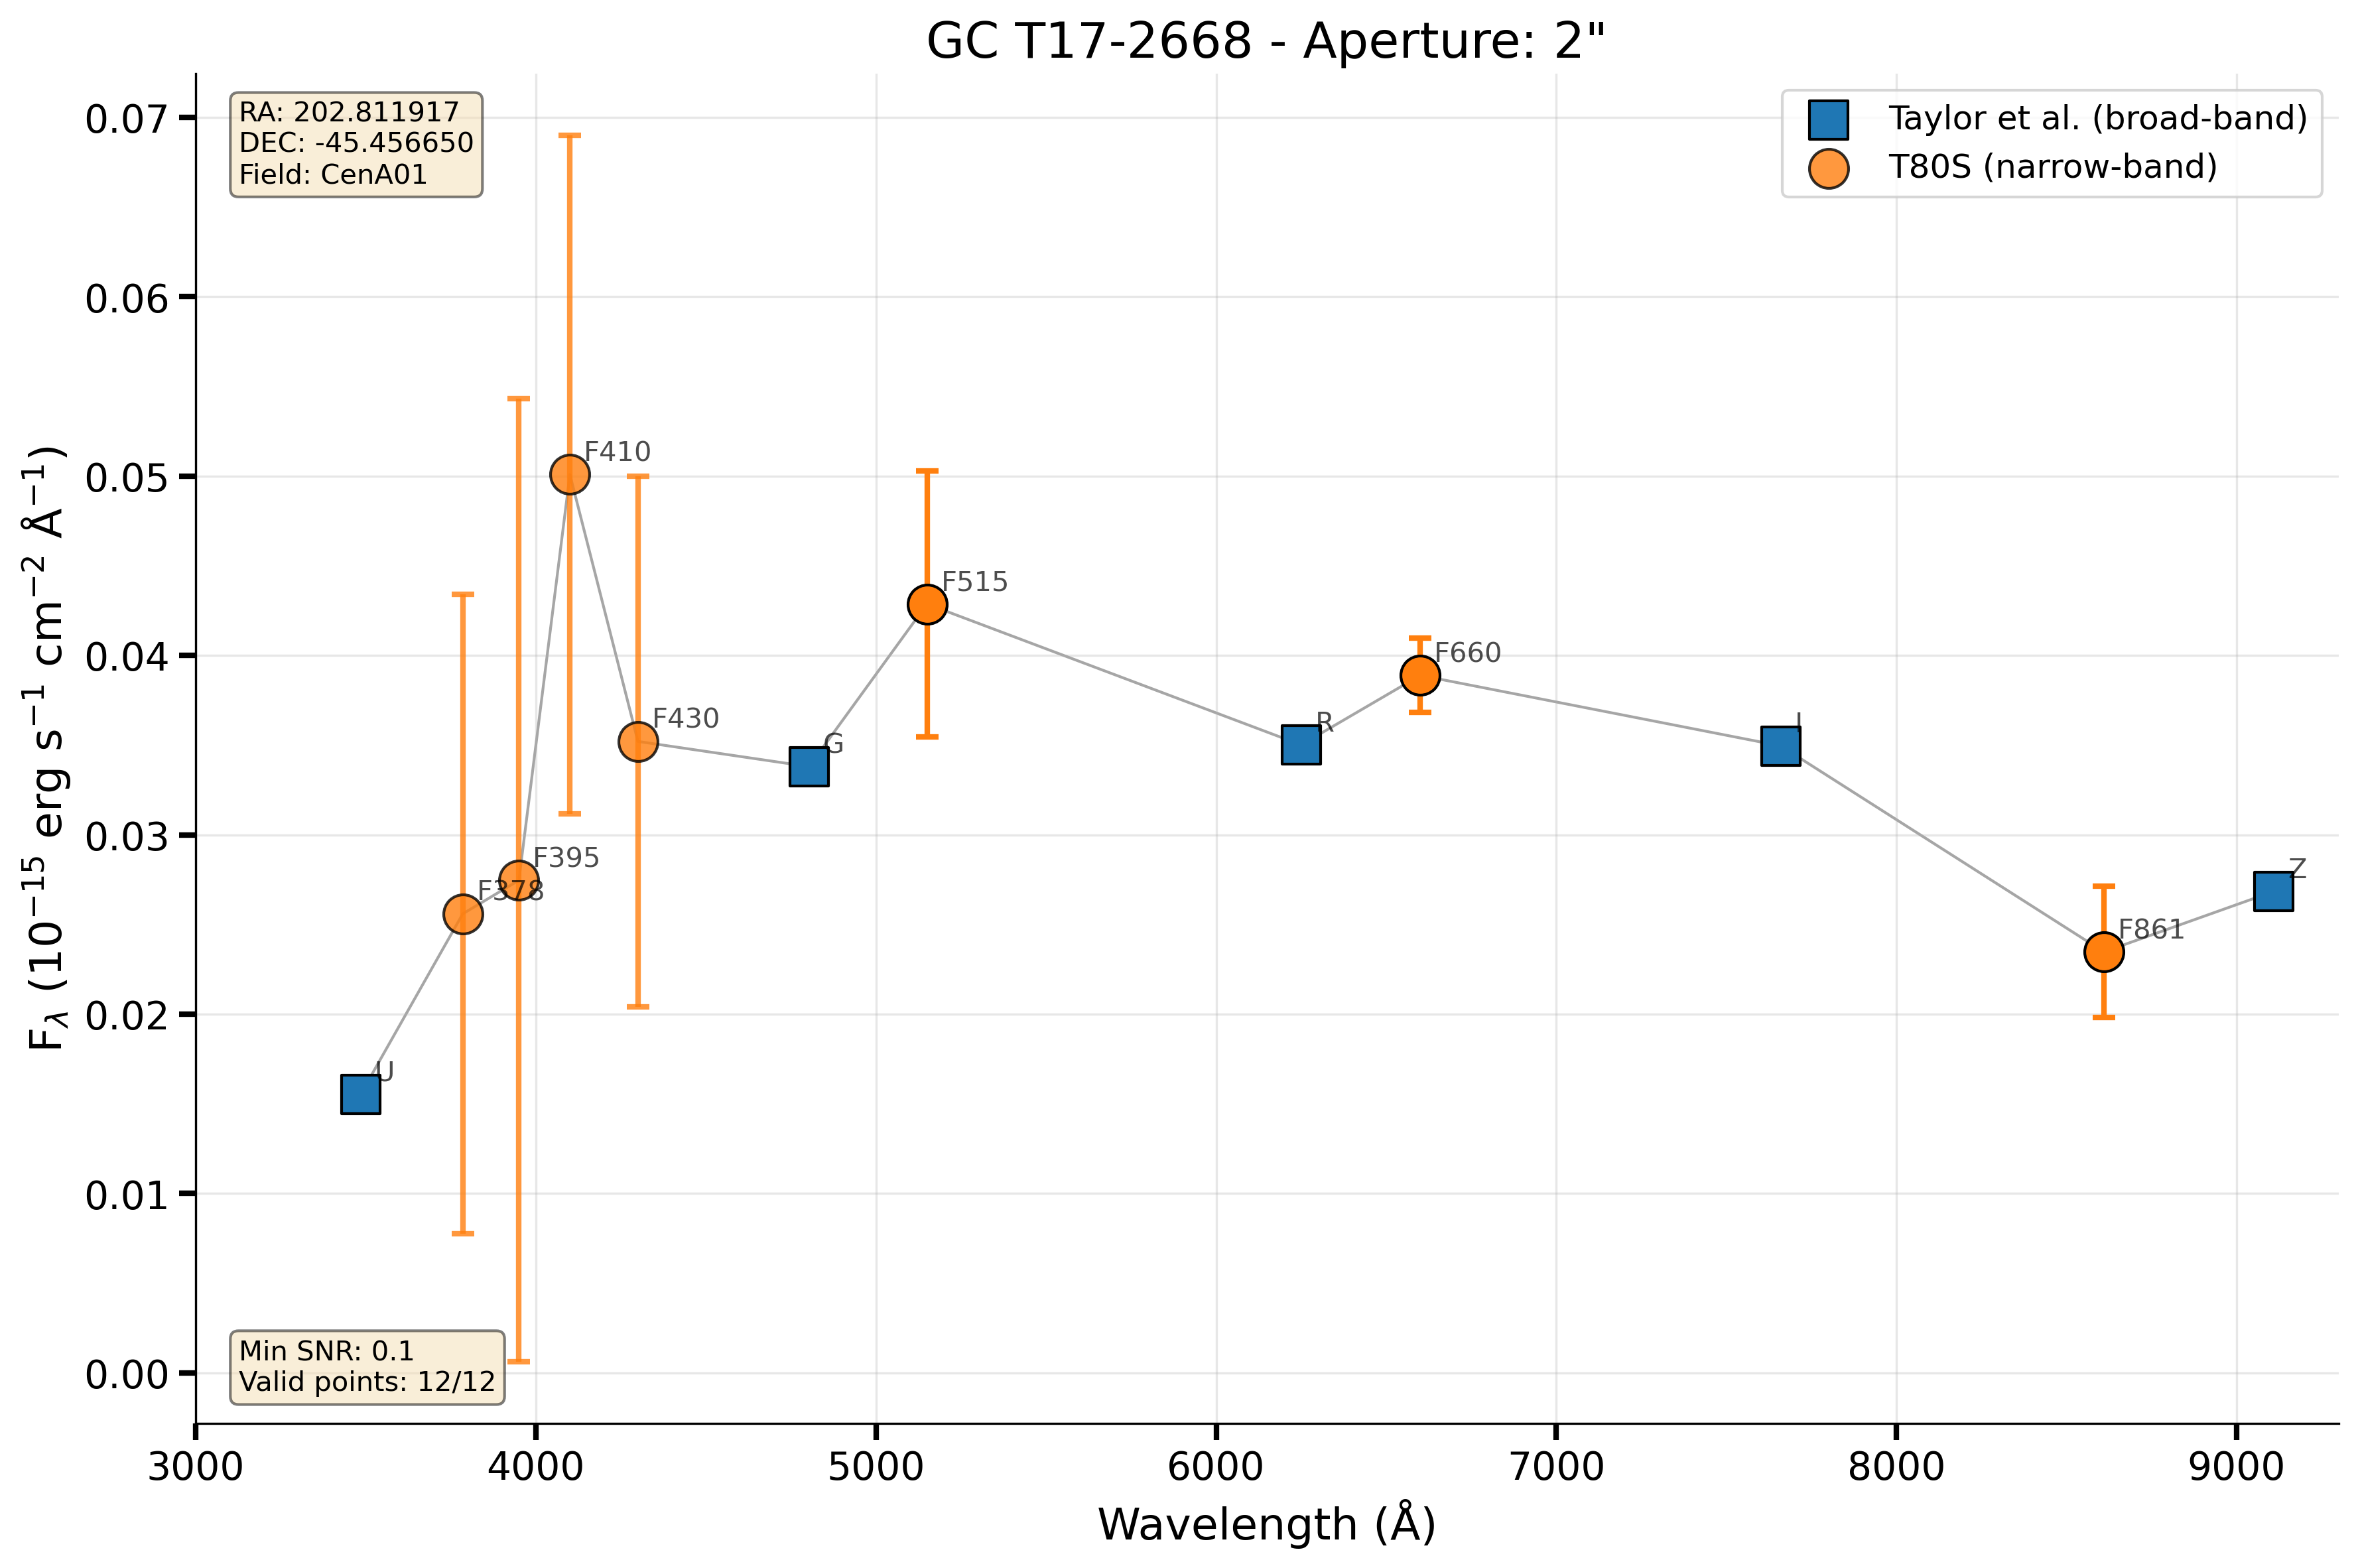 GC T17-2668 - Aperture: 2"
RA: 202.811917
DEC: -45.456650
Field: CenA01
Taylor et al. (broad-band)
T80S (narrow-band)
0.07
0.06
0.05
0.04
0.03
0.02
0.01
0.00
F_λ (10⁻¹⁵ erg s⁻¹ cm⁻² Å⁻¹)
F410
F515
F660
F430
G
R
I
F395
F378
Z
F861
U
Min SNR: 0.1
Valid points: 12/12
3000 4000 5000 6000 7000 8000 9000
Wavelength (Å)